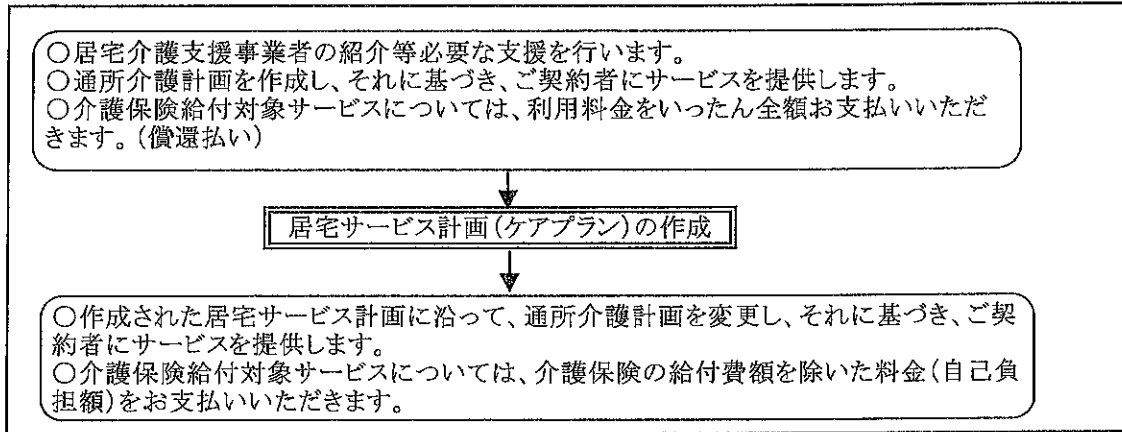 ○居宅介護支援事業者の紹介等必要な支援を行います。
○通所介護計画を作成し、それに基づき、ご契約者にサービスを提供します。
○介護保険給付対象サービスについては、利用料金をいったん全額お支払いいただ
きます。(償還払い)
居宅サービス計画(ケアプラン)の作成
○作成された居宅サービス計画に沿って、通所介護計画を変更し、それに基づき、ご契
約者にサービスを提供します。
○介護保険給付対象サービスについては、介護保険の給付費額を除いた料金(自己負
担額)をお支払いいただきます。